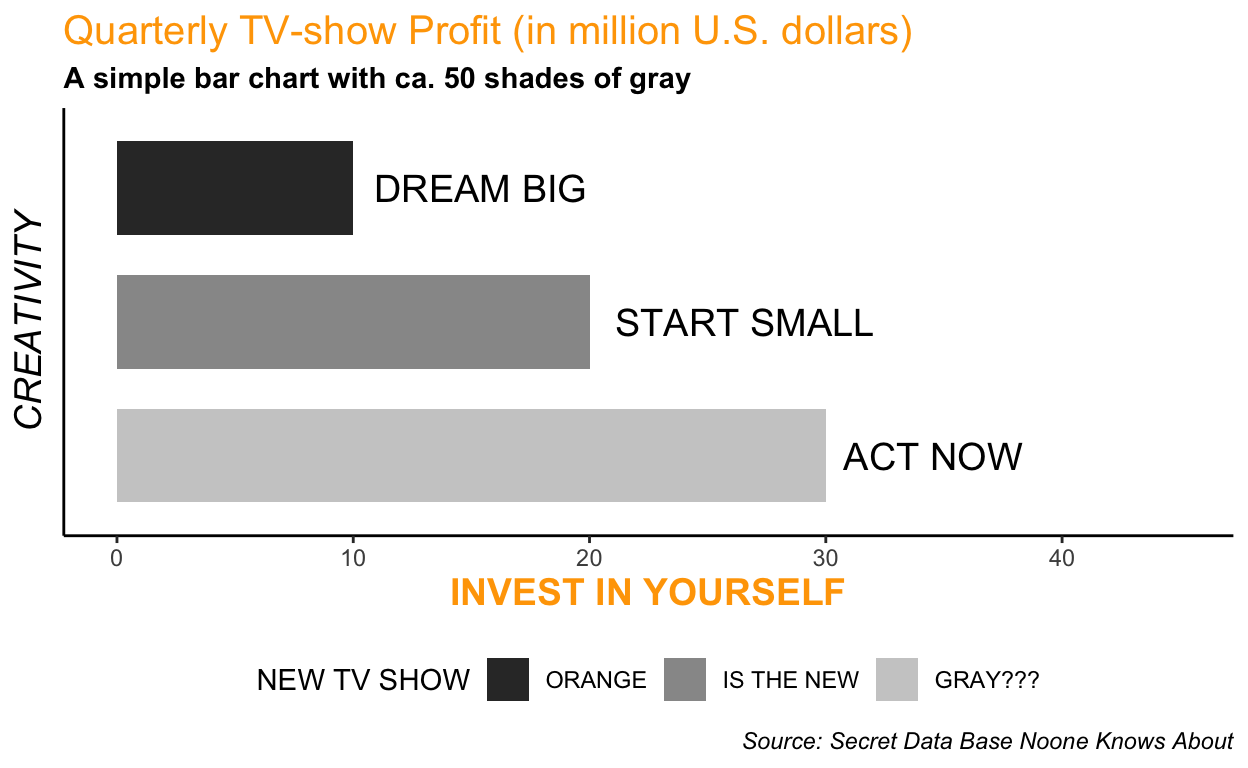 Quarterly TV-show Profit (in million U.S. dollars)
A simple bar chart with ca. 50 shades of gray
CREATIVITY
DREAM BIG
START SMALL
ACT NOW
0 10 20 30 40
INVEST IN YOURSELF
NEW TV SHOW ORANGE IS THE NEW GRAY???
Source: Secret Data Base Noone Knows About